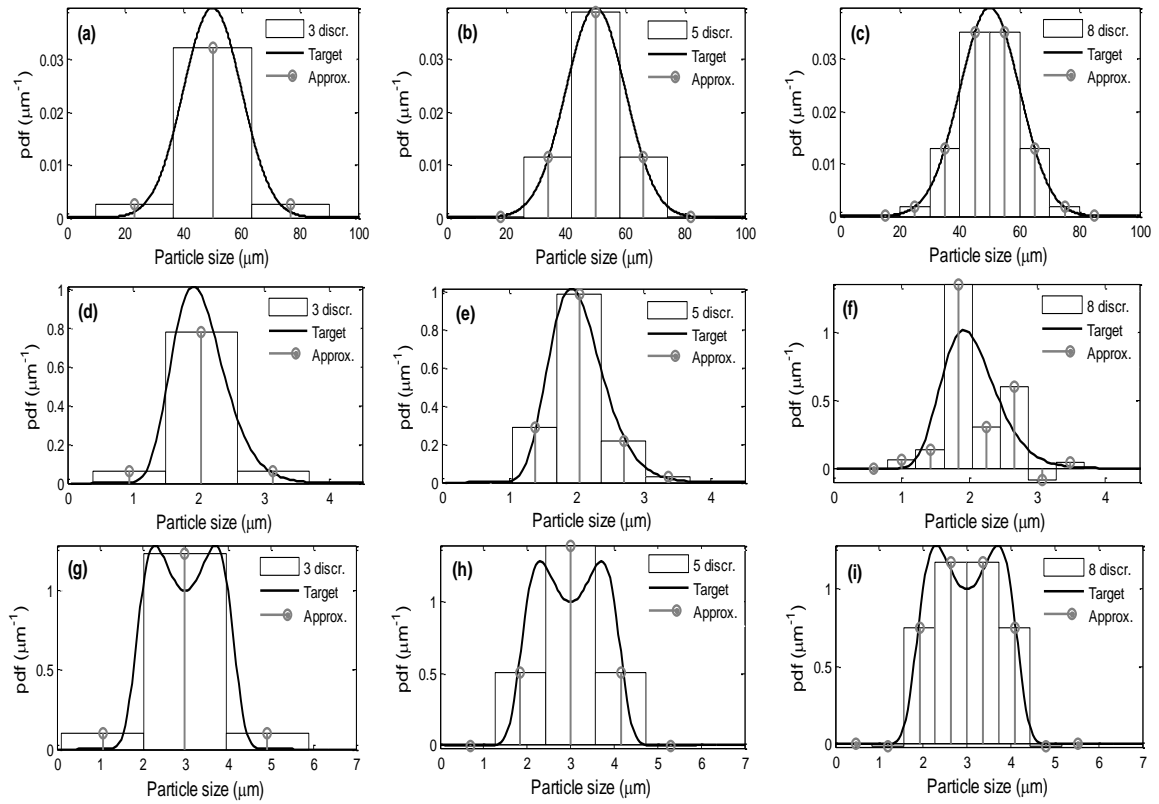 (a)
3 discr.
Target
Approx.
pdf (μm⁻¹)
0.03
0.02
0.01
0
0 20 40 60 80 100
Particle size (μm)
(b)
5 discr.
Target
Approx.
pdf (μm⁻¹)
0.03
0.02
0.01
0
0 20 40 60 80 100
Particle size (μm)
(c)
8 discr.
Target
Approx.
pdf (μm⁻¹)
0.03
0.02
0.01
0
0 20 40 60 80 100
Particle size (μm)
(d)
3 discr.
Target
Approx.
pdf (μm⁻¹)
1
0.8
0.6
0.4
0.2
0
0 1 2 3 4
Particle size (μm)
(e)
5 discr.
Target
Approx.
pdf (μm⁻¹)
1
0.8
0.6
0.4
0.2
0
0 1 2 3 4
Particle size (μm)
(f)
8 discr.
Target
Approx.
pdf (μm⁻¹)
1
0.5
0
0 1 2 3 4
Particle size (μm)
(g)
3 discr.
Target
Approx.
pdf (μm⁻¹)
1
0.5
0
0 1 2 3 4 5 6 7
Particle size (μm)
(h)
5 discr.
Target
Approx.
pdf (μm⁻¹)
1
0.5
0
0 1 2 3 4 5 6 7
Particle size (μm)
(i)
8 discr.
Target
Approx.
pdf (μm⁻¹)
1
0.5
0
0 1 2 3 4 5 6 7
Particle size (μm)